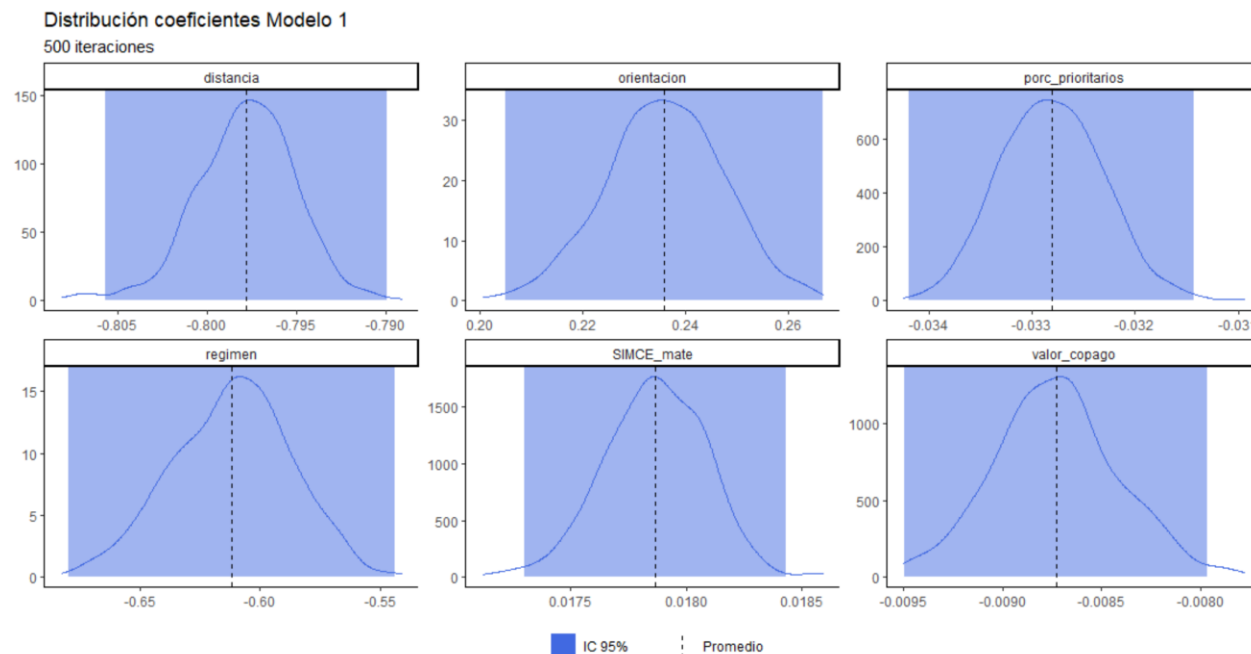 Distribución coeficientes Modelo 1
500 iteraciones
distancia
orientacion
porc_prioritarios
150
100
50
0
30
20
10
0
600
400
200
0
-0.805 -0.800 -0.795 -0.790
0.20 0.22 0.24 0.26
-0.034 -0.033 -0.032 -0.03
regimen
SIMCE_mate
valor_copago
15
10
5
0
1500
1000
500
0
1000
500
0
-0.65 -0.60 -0.55
0.0175 0.0180 0.0185
-0.0095 -0.0090 -0.0085 -0.0080
IC 95% Promedio